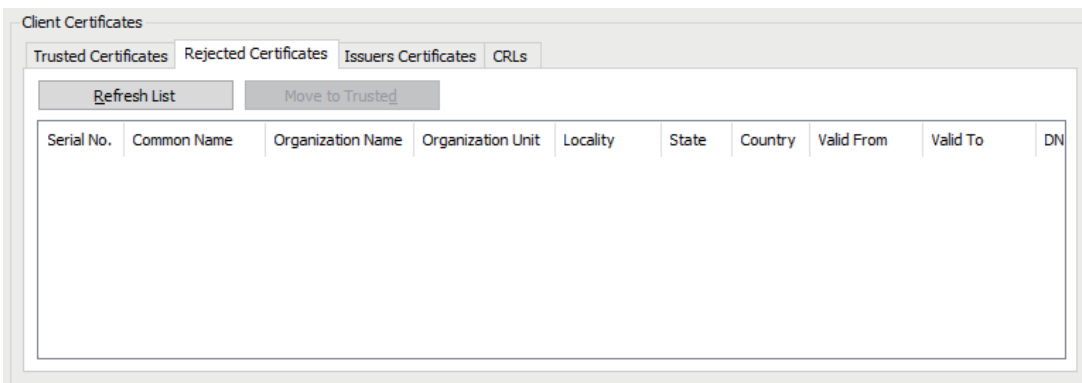 Client Certificates
Trusted Certificates Rejected Certificates Issuers Certificates CRLs
Refresh List Move to Trusted
Serial No. Common Name Organization Name Organization Unit Locality State Country Valid From Valid To DN